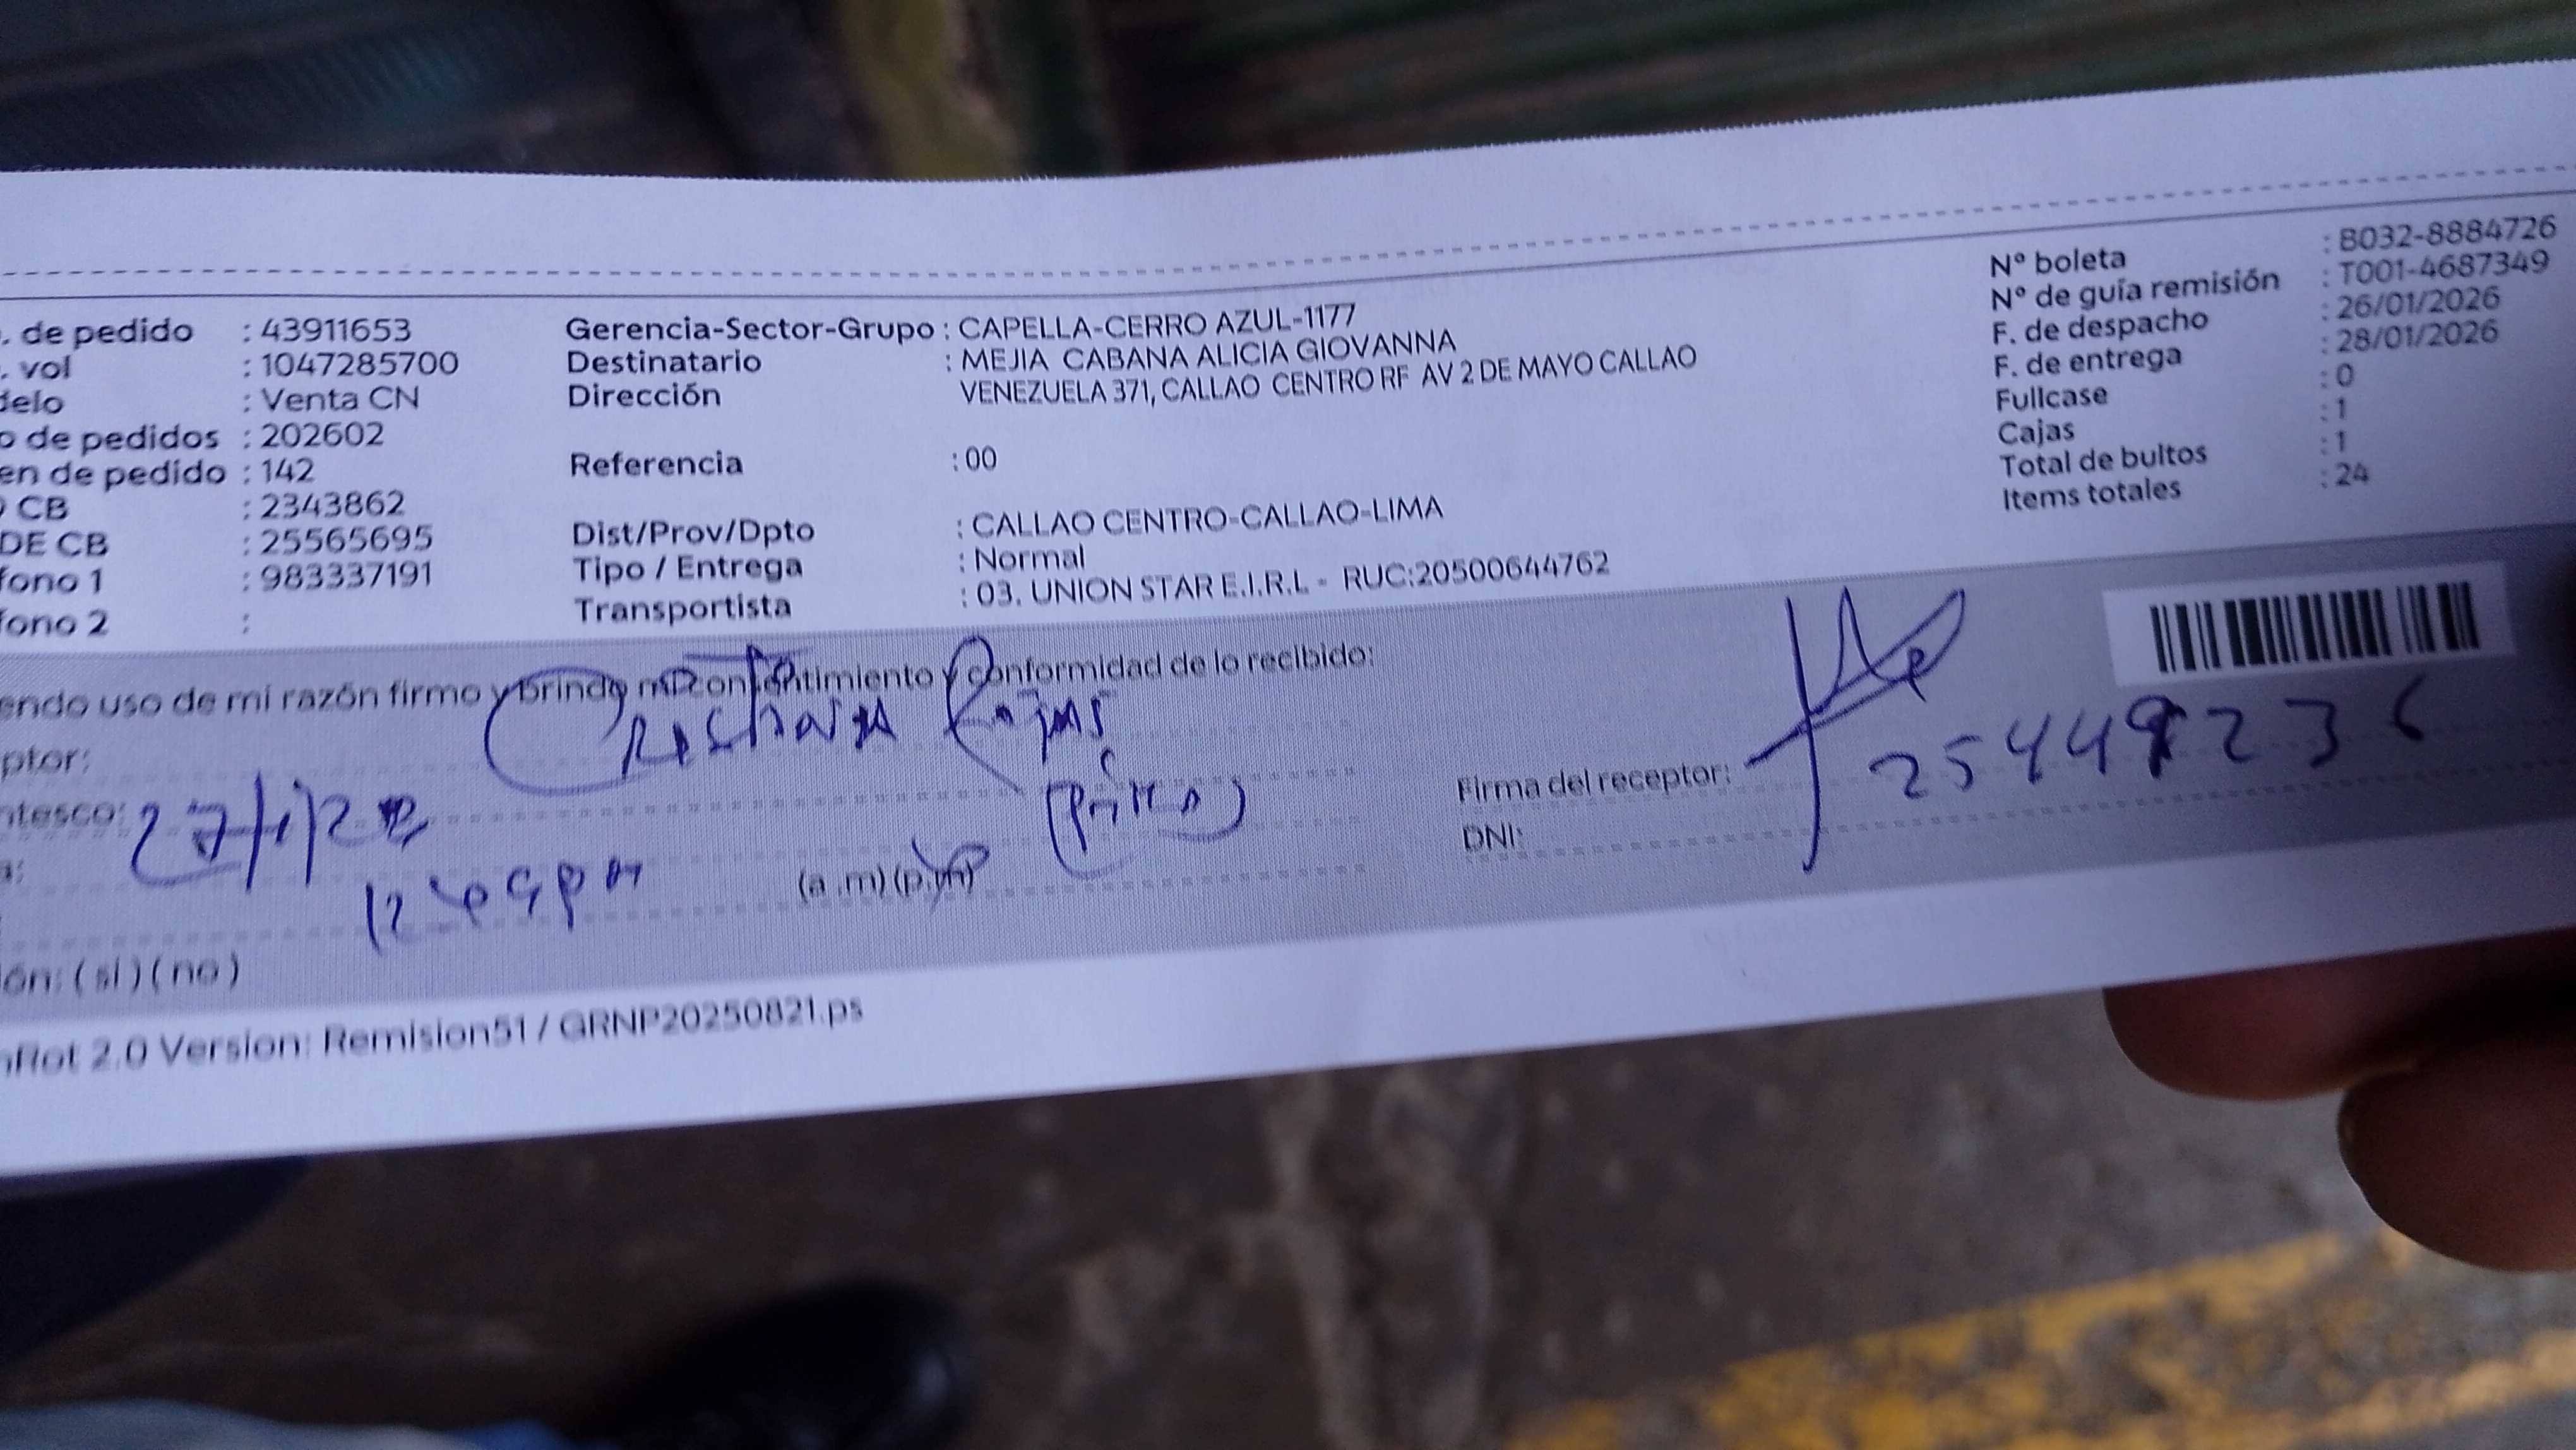 . de pedido : 43911653
. vol : 1047285700
delo : Venta CN
o de pedidos : 202602
en de pedido : 142
CB : 2343862
DE CB : 25565695
fono 1 : 983337191
fono 2 :
Gerencia-Sector-Grupo : CAPELLA-CERRO AZUL-1177
Destinatario : MEJIA CABANA ALICIA GIOVANNA
Dirección VENEZUELA 371, CALLAO CENTRO RF AV 2 DE MAYO CALLAO
Referencia : 00
Dist/Prov/Dpto : CALLAO CENTRO-CALLAO-LIMA
Tipo / Entrega : Normal
Transportista : 03. UNION STAR E.I.R.L - RUC:20500644762
N° boleta : B032-8884726
N° de guía remisión : T001-4687349
F. de despacho : 26/01/2026
F. de entrega : 28/01/2026
Fullcase : 0
Cajas : 1
Total de bultos : 1
Items totales : 24
endo uso de mi razón firmo y brindo mi consentimiento y conformidad de lo recibido:
ptor: Rojas
ntesco:
a: (a .m) (p.m)
Firma del receptor:
DNI:
ón: ( sí ) ( no )
nRot 2.0 Version: Remision51 / GRNP20250821.ps